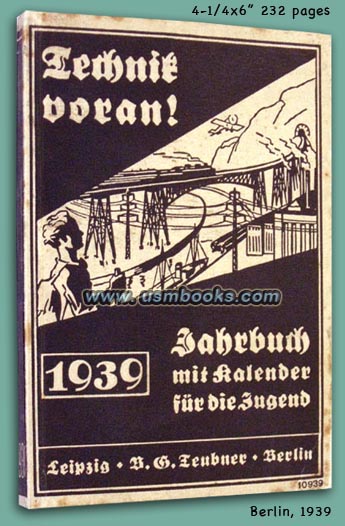 4-1/4x6" 232 pages
Technik
voran!
www.usmbooks.com
1939
Jahrbuch
mit Kalender
für die Jugend
Leipzig • B. G. Teubner • Berlin
10939
Berlin, 1939